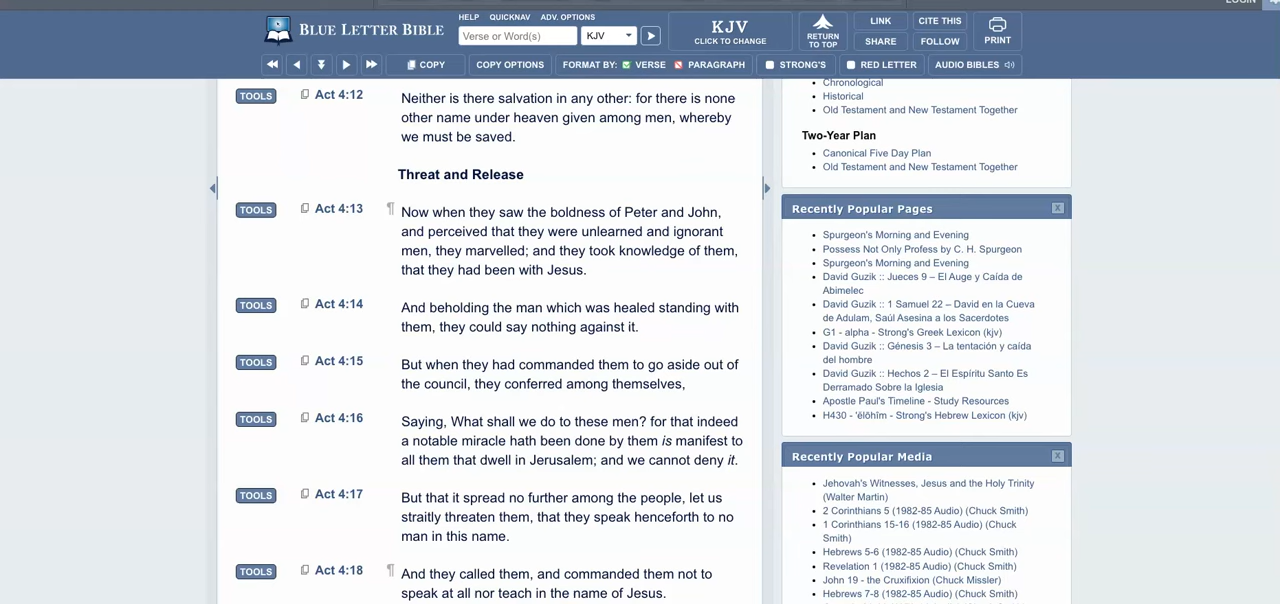 LOGIN
HELP QUICKNAV ADV. OPTIONS
BLUE LETTER BIBLE
Verse or Word(s)
KJV
KJV
CLICK TO CHANGE
RETURN
TO TOP
LINK
CITE THIS
SHARE
FOLLOW
PRINT
COPY
COPY OPTIONS
FORMAT BY: VERSE PARAGRAPH
STRONG'S
RED LETTER
AUDIO BIBLES
TOOLS Act 4:12 Neither is there salvation in any other: for there is none
other name under heaven given among men, whereby
we must be saved.
Threat and Release
TOOLS Act 4:13 ¶ Now when they saw the boldness of Peter and John,
and perceived that they were unlearned and ignorant
men, they marvelled; and they took knowledge of them,
that they had been with Jesus.
TOOLS Act 4:14 And beholding the man which was healed standing with
them, they could say nothing against it.
TOOLS Act 4:15 But when they had commanded them to go aside out of
the council, they conferred among themselves,
TOOLS Act 4:16 Saying, What shall we do to these men? for that indeed
a notable miracle hath been done by them is manifest to
all them that dwell in Jerusalem; and we cannot deny it.
TOOLS Act 4:17 But that it spread no further among the people, let us
straitly threaten them, that they speak henceforth to no
man in this name.
TOOLS Act 4:18 ¶ And they called them, and commanded them not to
speak at all nor teach in the name of Jesus.
Chronological
Historical
Old Testament and New Testament Together
Two-Year Plan
Canonical Five Day Plan
Old Testament and New Testament Together
Recently Popular Pages X
Spurgeon's Morning and Evening
Possess Not Only Profess by C. H. Spurgeon
Spurgeon's Morning and Evening
David Guzik :: Jueces 9 – El Auge y Caída de
Abimelec
David Guzik :: 1 Samuel 22 – David en la Cueva
de Adulam, Saúl Asesina a los Sacerdotes
G1 - alpha - Strong's Greek Lexicon (kjv)
David Guzik :: Génesis 3 – La tentación y caída
del hombre
David Guzik :: Hechos 2 – El Espíritu Santo Es
Derramado Sobre la Iglesia
Apostle Paul's Timeline - Study Resources
H430 - 'ĕlōhîm - Strong's Hebrew Lexicon (kjv)
Recently Popular Media X
Jehovah's Witnesses, Jesus and the Holy Trinity
(Walter Martin)
2 Corinthians 5 (1982-85 Audio) (Chuck Smith)
1 Corinthians 15-16 (1982-85 Audio) (Chuck
Smith)
Hebrews 5-6 (1982-85 Audio) (Chuck Smith)
Revelation 1 (1982-85 Audio) (Chuck Smith)
John 19 - the Cruxifixion (Chuck Missler)
Hebrews 7-8 (1982-85 Audio) (Chuck Smith)